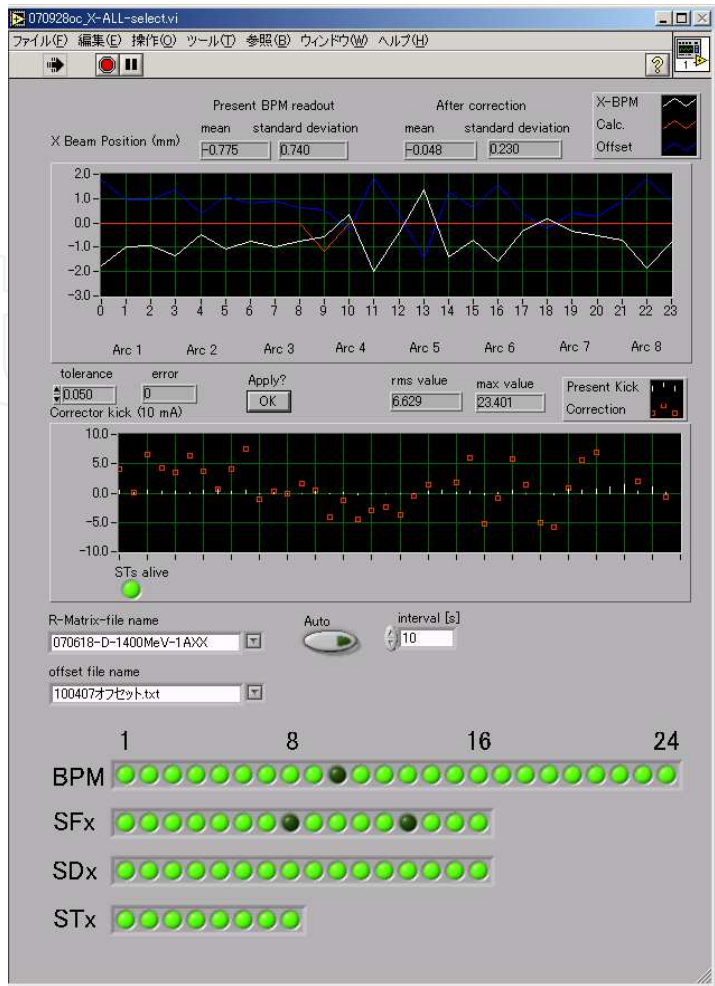 070928oc_X-ALL-select.vi
ファイル(F) 編集(E) 操作(O) ツール(T) 参照(B) ウィンドウ(W) ヘルプ(H)
1
Present BPM readout
After correction
X Beam Position (mm)
mean standard deviation
mean standard deviation
-0.775 0.740
-0.048 0.230
X-BPM
Calc.
Offset
2.0
1.0
0.0
-1.0
-2.0
-3.0
0 1 2 3 4 5 6 7 8 9 10 11 12 13 14 15 16 17 18 19 20 21 22 23
Arc 1 Arc 2 Arc 3 Arc 4 Arc 5 Arc 6 Arc 7 Arc 8
tolerance error Apply? rms value max value
0.050 0 OK 6.629 23.401
Present Kick
Correction
Corrector kick (10 mA)
10.0
5.0
0.0
-5.0
-10.0
STs alive
R-Matrix-file name Auto interval [s]
070618-D-1400MeV-1AXX 10
offset file name
100407オフセット.txt
1 8 16 24
BPM
SFx
SDx
STx